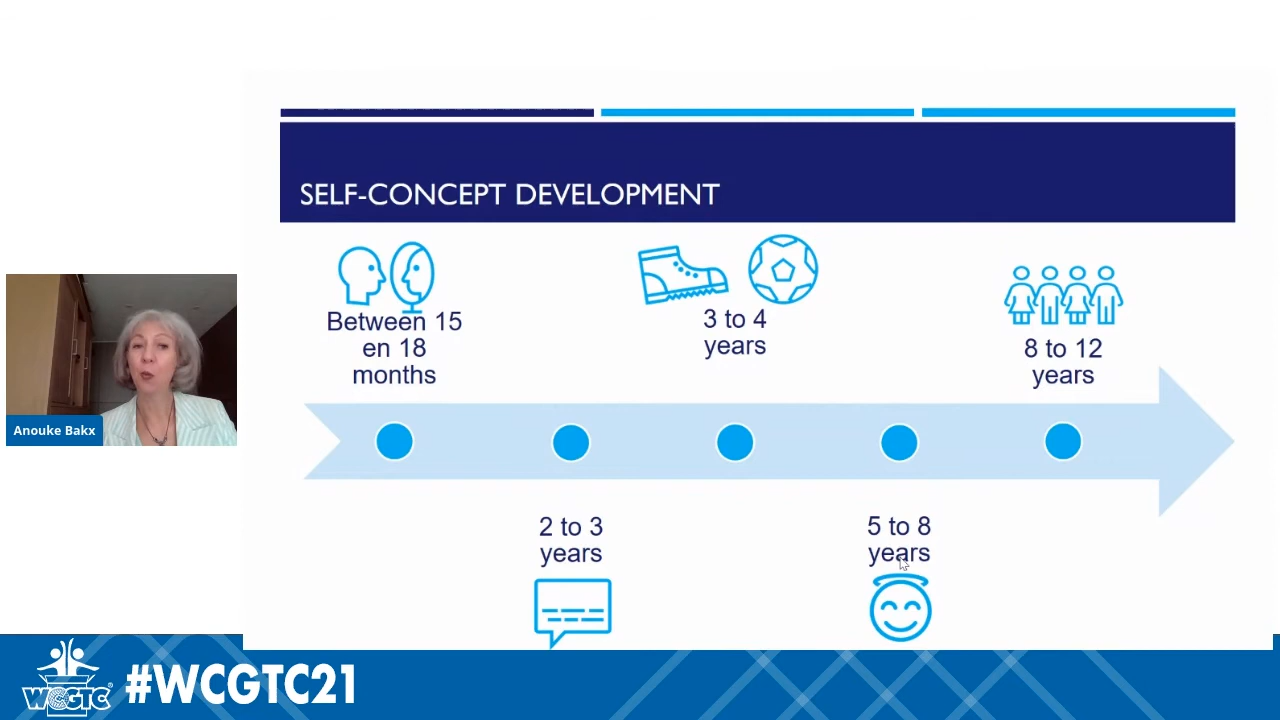 SELF-CONCEPT DEVELOPMENT
Between 15
en 18
months
3 to 4
years
8 to 12
years
2 to 3
years
5 to 8
years
Anouke Bakx
WCGTC
#WCGTC21